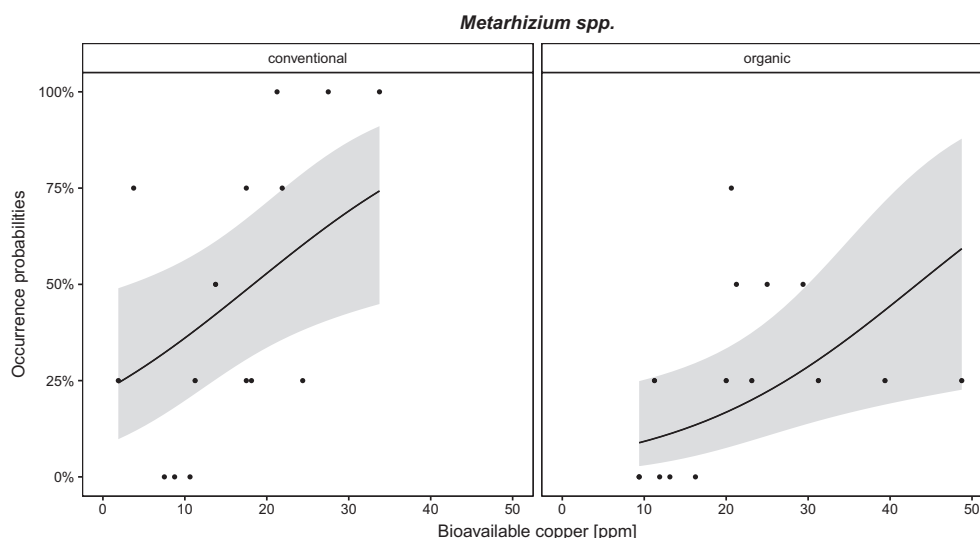 Metarhizium spp.
conventional
organic
Occurrence probabilities
100%
75%
50%
25%
0%
0 10 20 30 40 50
0 10 20 30 40 50
Bioavailable copper [ppm]